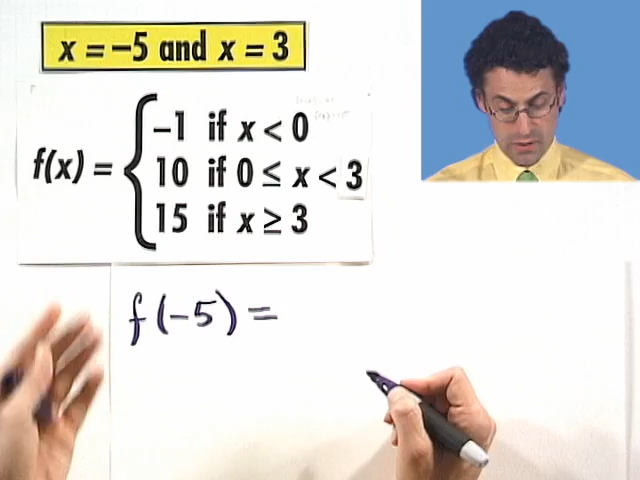 x = -5 and x = 3
f(x) = { -1 if x < 0
10 if 0 ≤ x < 3
15 if x ≥ 3
f(-5) =